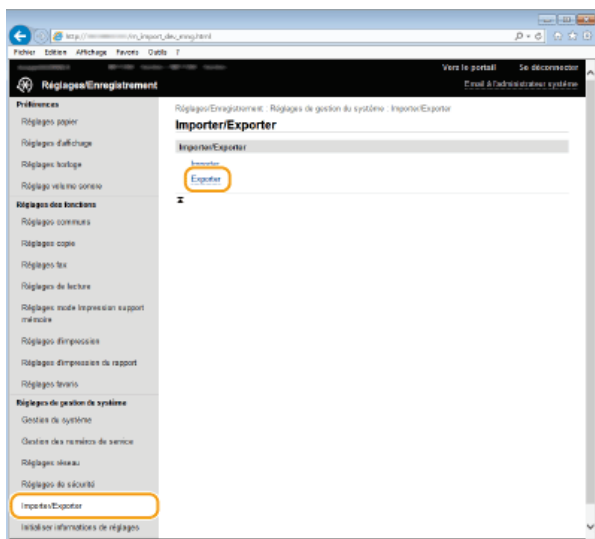 http://
m_import_dev_mng.html
Fichier Edition Affichage Favoris Outils ?
Vers le portail Se déconnecter
Réglages/Enregistrement
Email à l'administrateur système
Préférences
Réglages/Enregistrement : Réglages de gestion du système : Importer/Exporter
Réglages papier
Importer/Exporter
Réglages d'affichage
Importer/Exporter
Réglages horloge
Importer
Exporter
Réglage volume sonore
Réglages des fonctions
Réglages communs
Réglages copie
Réglages fax
Réglages de lecture
Réglages mode Impression support
mémoire
Réglages d'impression
Réglages d'impression du rapport
Réglages favoris
Réglages de gestion de système
Gestion du système
Gestion des numéros de service
Réglages réseau
Réglages de sécurité
Importer/Exporter
Initialiser informations de réglages